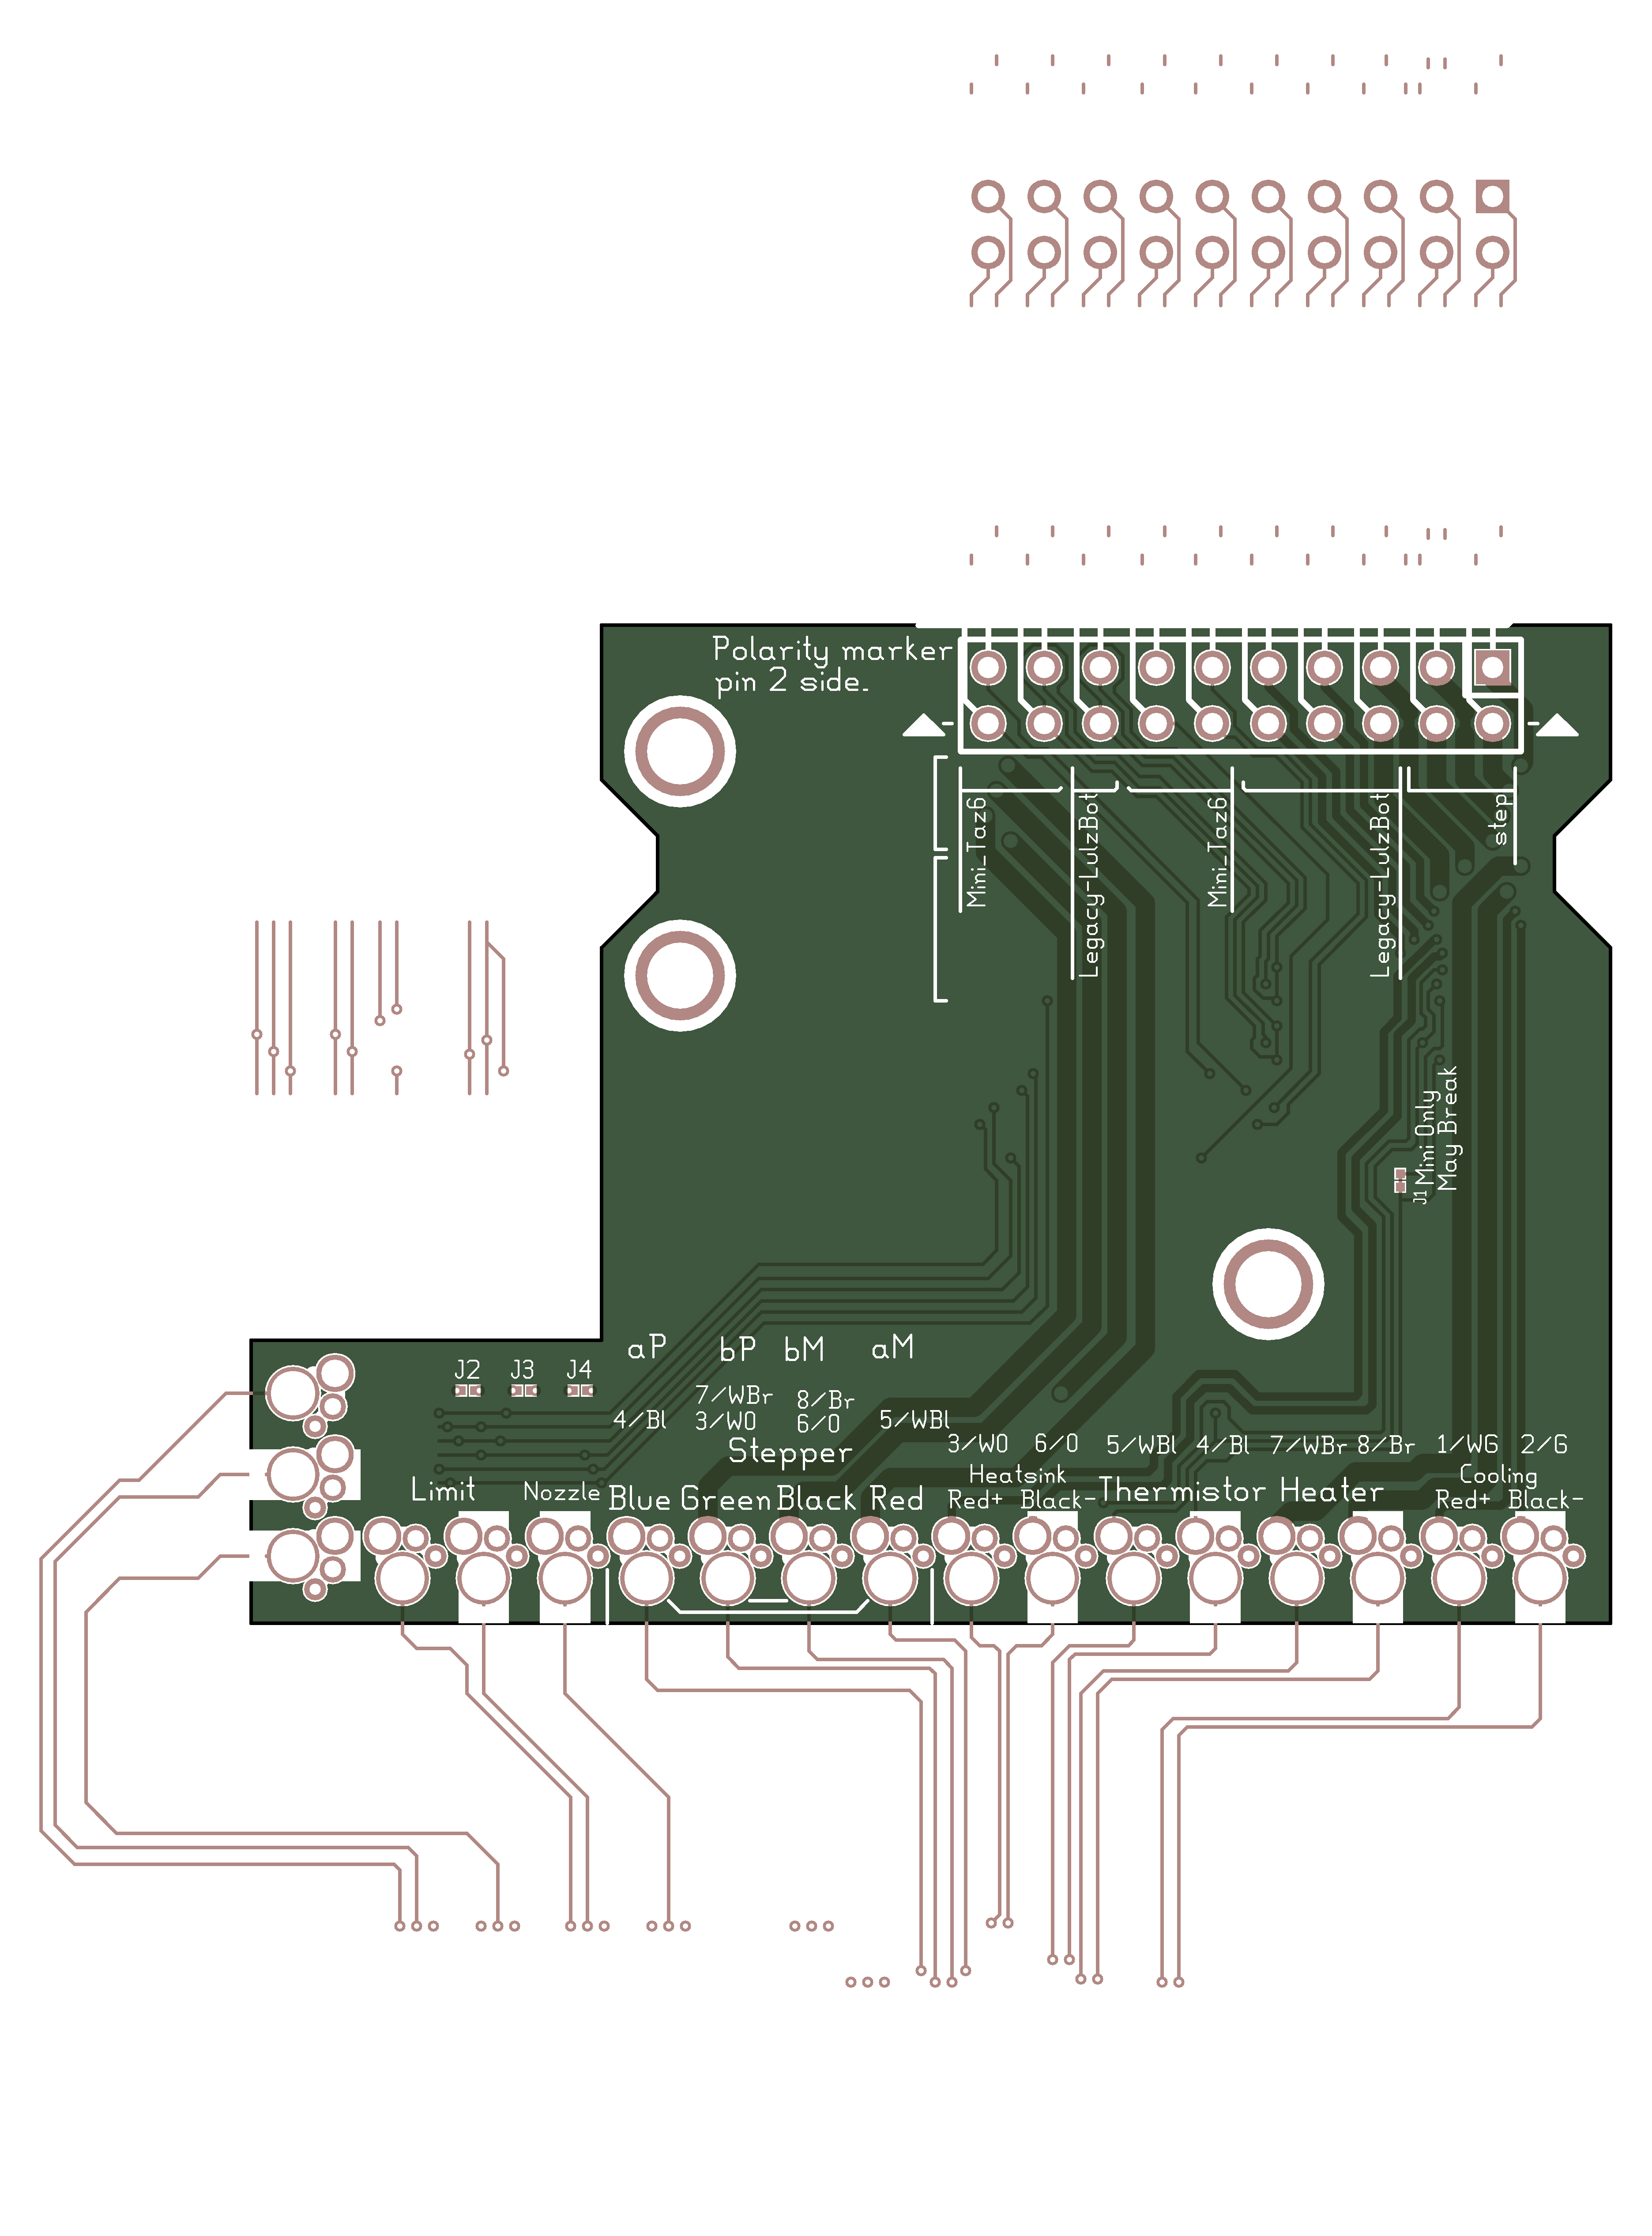 Polarity marker
pin 2 side.
Mini_Taz6
Legacy-LulzBot
Mini_Taz6
Legacy-LulzBot
step
Mini Only
May Break
J1
aP bP bM aM
J2 J3 J4
7/WBr 8/Br
4/Bl 3/WO 6/O 5/WBl
Stepper
3/WO 6/O 5/WBl 4/Bl 7/WBr 8/Br 1/WG 2/G
Heatsink Cooling
Limit Nozzle Blue Green Black Red Red+ Black- Thermistor Heater Red+ Black-